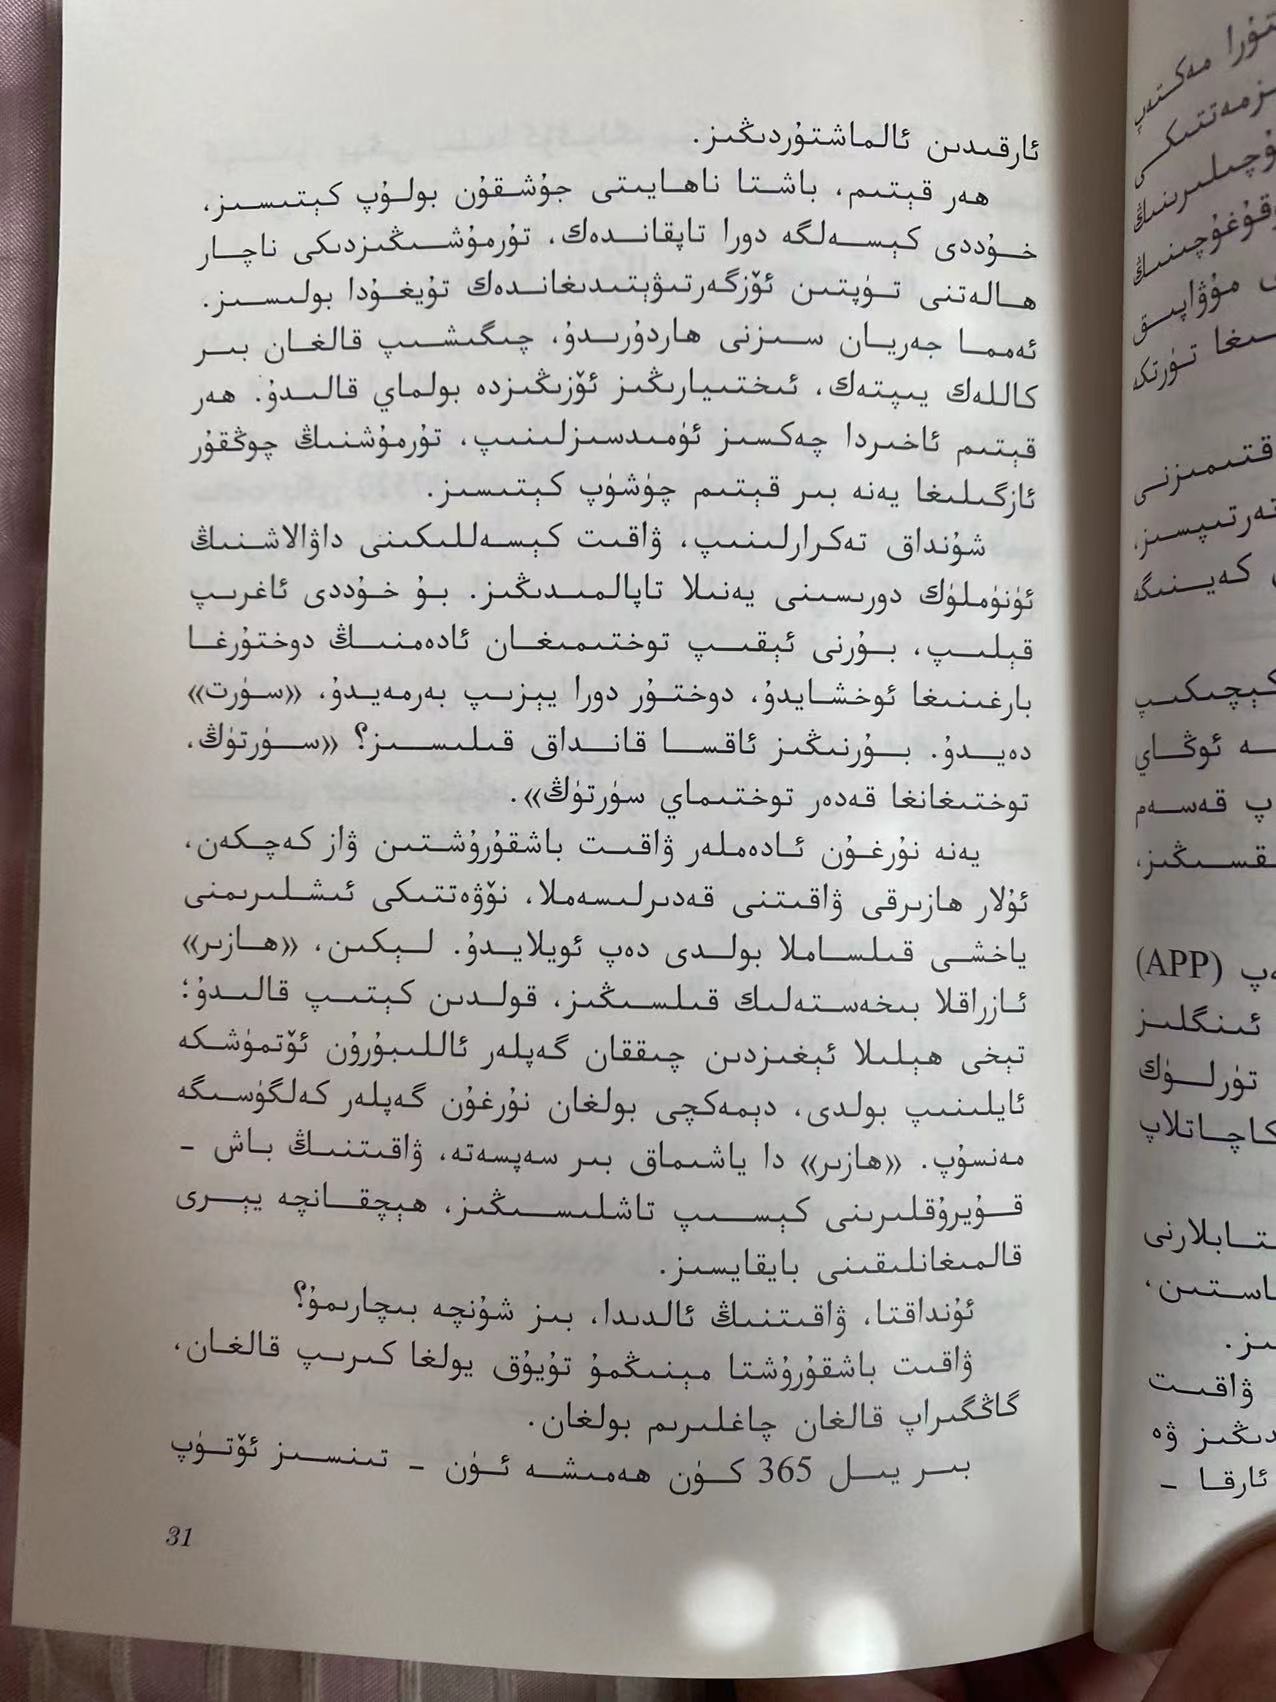 ئارقىدىن ئالماشتۇردىڭىز.
ھەر قېتىم، باشتا ناھايىتى جۇشقۇن بولۇپ كېتىسىز،
خۇددى كېسەلگە دورا تاپقاندەك، تۇرمۇشىڭىزدىكى ناچار
ھالەتنى تۈپتىن ئۆزگەرتىۋېتىدىغاندەك تۇيغۇدا بولىسىز.
ئەمما جەريان سىزنى ھاردۇردۇ، چىگىشىپ قالغان بىر
كاللەك يىپتەك، ئىختىيارىڭىز ئۆزىڭىزدە بولماي قالىدۇ. ھەر
قېتىم ئاخىردا چەكسىز ئۈمىدسىزلىنىپ، تۇرمۇشنىڭ چوڭقۇر
ئازگىلىغا يەنە بىر قېتىم چۈشۈپ كېتىسىز.
شۇنداق تەكرارلىنىپ، ۋاقىت كېسەللىكىنى داۋالاشنىڭ
ئۈنۈملۈك دورىسىنى يەنىلا تاپالمىدىڭىز. بۇ خۇددى ئاغرىپ
قېلىپ، بۇرنى ئېقىپ توختىمىغان ئادەمنىڭ دوختۇرغا
بارغىنىغا ئوخشايدۇ، دوختۇر دورا يېزىپ بەرمەيدۇ، «سۈرت»
دەيدۇ. بۇرنىڭىز ئاقسا قانداق قىلىسىز؟ «سۈرتۈڭ،
توختىغانغا قەدەر توختىماي سۈرتۈڭ».
يەنە نۇرغۇن ئادەملەر ۋاقىت باشقۇرۇشتىن ۋاز كەچكەن،
ئۇلار ھازىرقى ۋاقىتنى قەدىرلىسەملا، نۆۋەتتىكى ئىشلىرىمنى
ياخشى قىلساملا بولدى دەپ ئويلايدۇ. لېكىن، «ھازىر»
ئازراقلا بىخەستەلىك قىلسىڭىز، قولدىن كېتىپ قالىدۇ؛
تېخى ھېلىلا ئېغىزدىن چىققان گەپلەر ئاللىبۇرۇن ئۆتمۈشكە
ئايلىنىپ بولدى، دېمەكچى بولغان نۇرغۇن گەپلەر كەلگۈسىگە
مەنسۇپ. «ھازىر» دا ياشىماق بىر سەپسەتە، ۋاقىتنىڭ باش -
قۇيرۇقلىرىنى كېسىپ تاشلىسىڭىز، ھېچقانچە يېرى
قالمىغانلىقىنى بايقايسىز.
ئۇنداقتا، ۋاقىتنىڭ ئالدىدا، بىز شۇنچە بىچارىمۇ؟
ۋاقىت باشقۇرۇشتا مېنىڭمۇ تۇيۇق يولغا كىرىپ قالغان،
گاڭگىراپ قالغان چاغلىرىم بولغان.
بىر يىل 365 كۈن ھەمىشە ئۈن - تىنسىز ئۆتۈپ
31